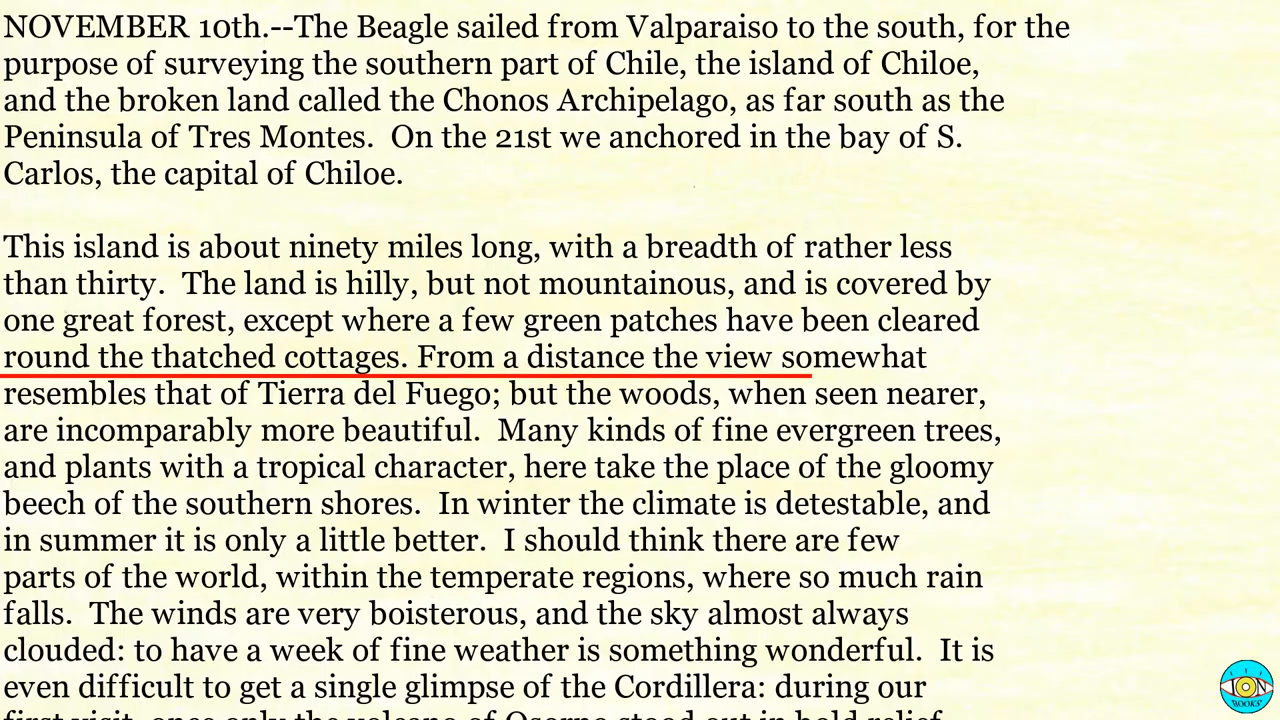 NOVEMBER 10th.--The Beagle sailed from Valparaiso to the south, for the
purpose of surveying the southern part of Chile, the island of Chiloe,
and the broken land called the Chonos Archipelago, as far south as the
Peninsula of Tres Montes.  On the 21st we anchored in the bay of S.
Carlos, the capital of Chiloe.

This island is about ninety miles long, with a breadth of rather less
than thirty.  The land is hilly, but not mountainous, and is covered by
one great forest, except where a few green patches have been cleared
round the thatched cottages. From a distance the view somewhat
resembles that of Tierra del Fuego; but the woods, when seen nearer,
are incomparably more beautiful.  Many kinds of fine evergreen trees,
and plants with a tropical character, here take the place of the gloomy
beech of the southern shores.  In winter the climate is detestable, and
in summer it is only a little better.  I should think there are few
parts of the world, within the temperate regions, where so much rain
falls.  The winds are very boisterous, and the sky almost always
clouded: to have a week of fine weather is something wonderful.  It is
even difficult to get a single glimpse of the Cordillera: during our
first visit, once only the volcano of Osorno stood out in bold relief,
ION
BOOKS